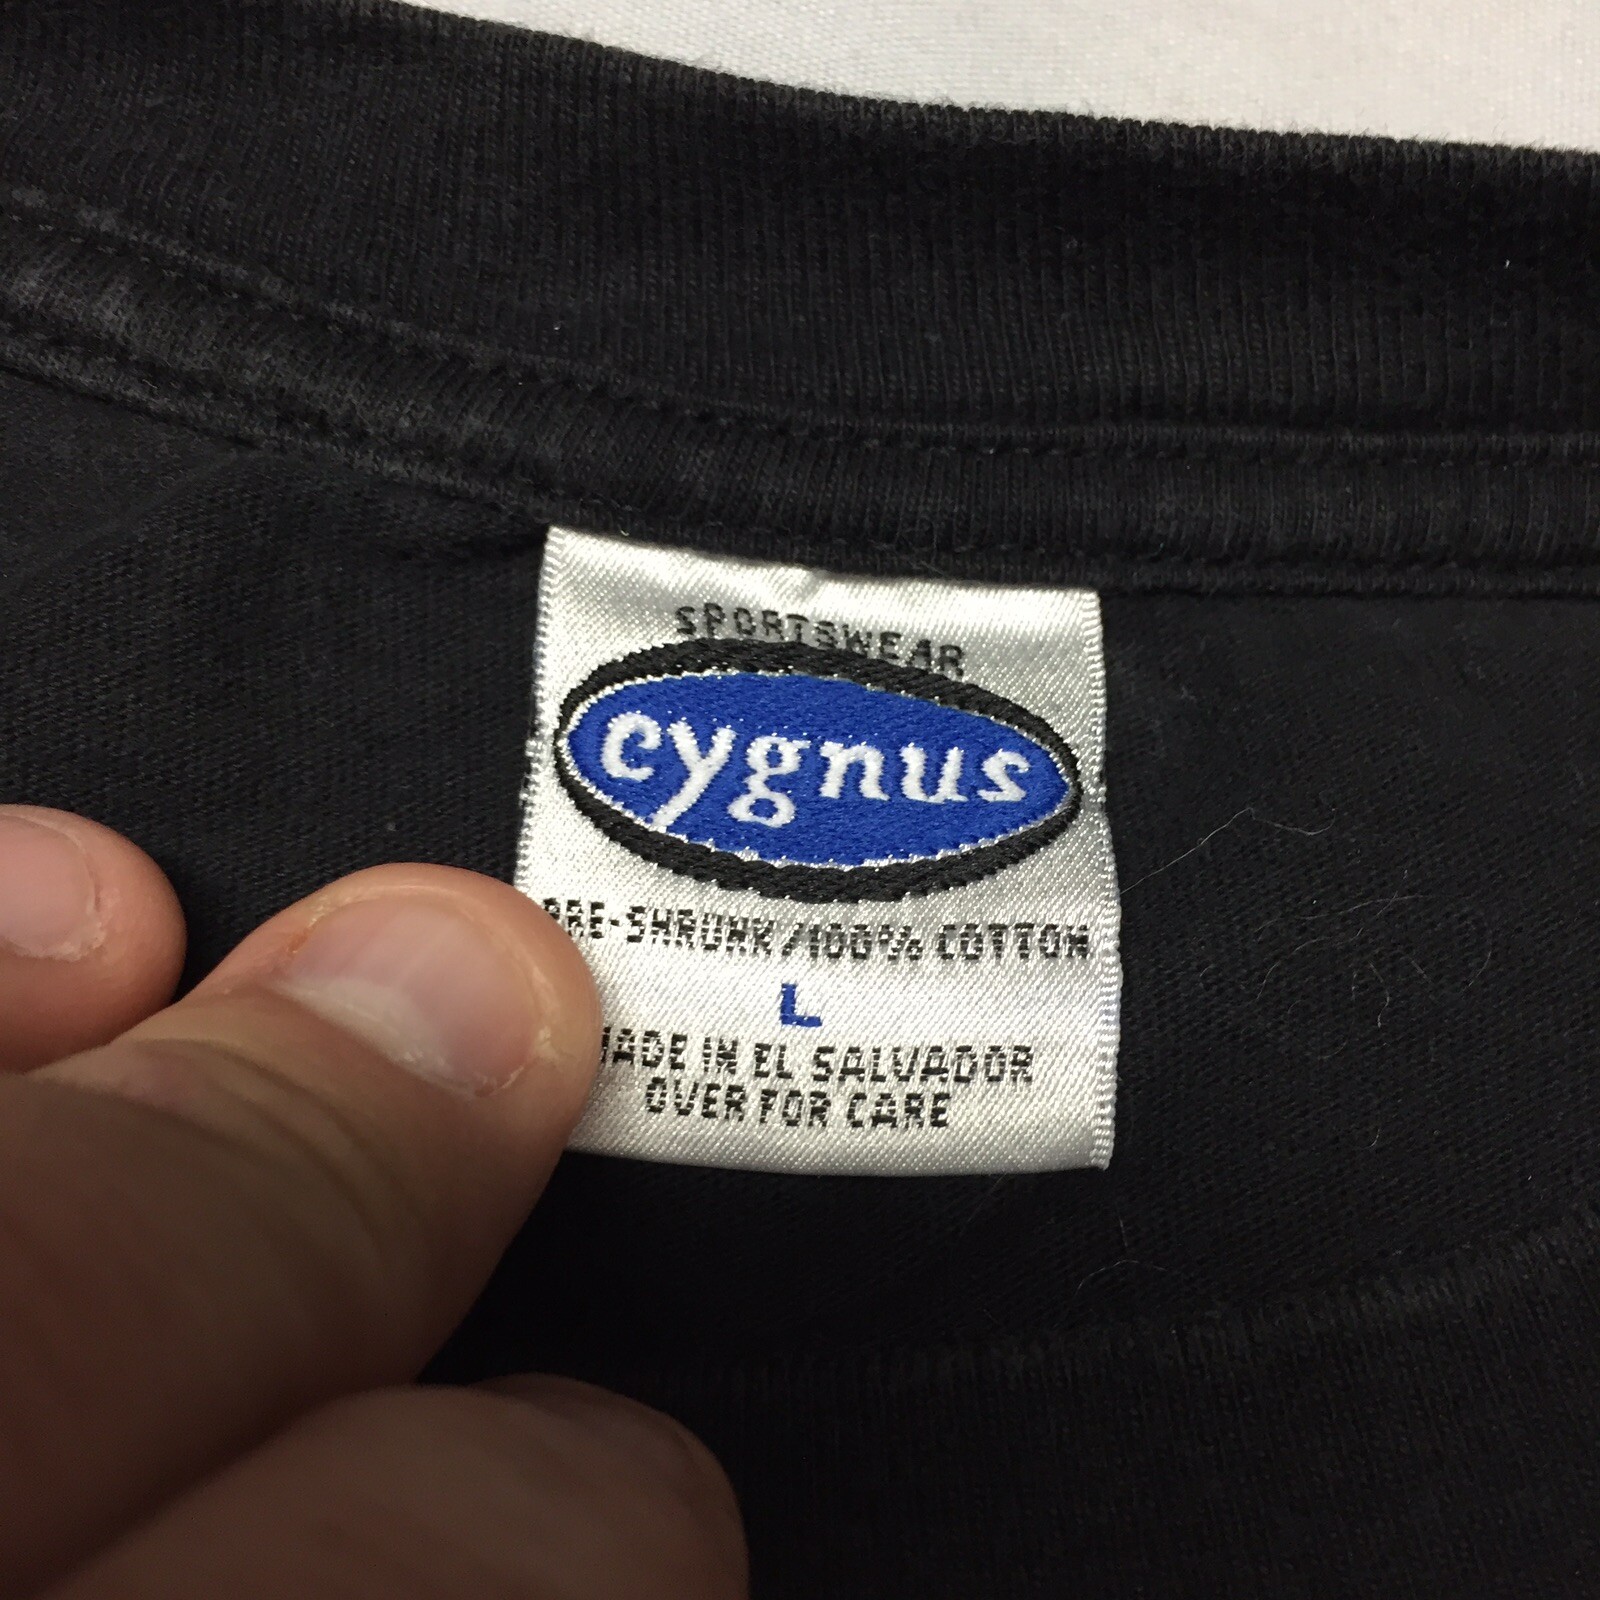 SPORTSWEAR
cygnus
PRE-SHRUNK/100% COTTON
L
MADE IN EL SALVADOR
OVER FOR CARE